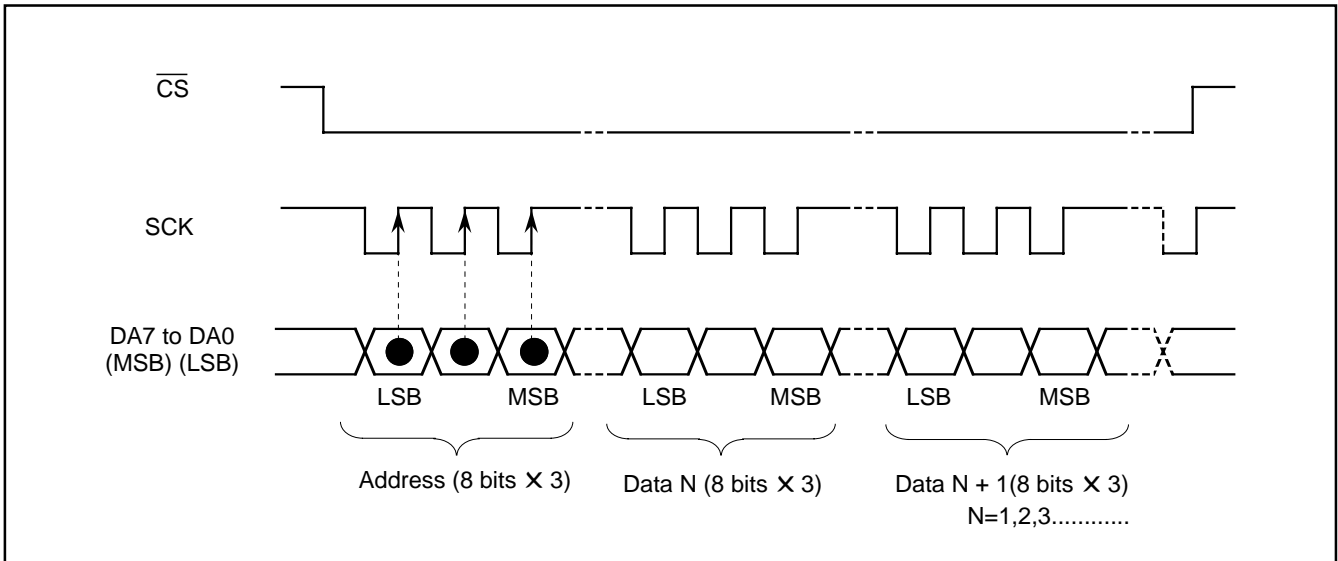 CS
SCK
DA7 to DA0
(MSB) (LSB)
LSB MSB LSB MSB LSB MSB
Address (8 bits × 3) Data N (8 bits × 3) Data N + 1(8 bits × 3)
N=1,2,3............